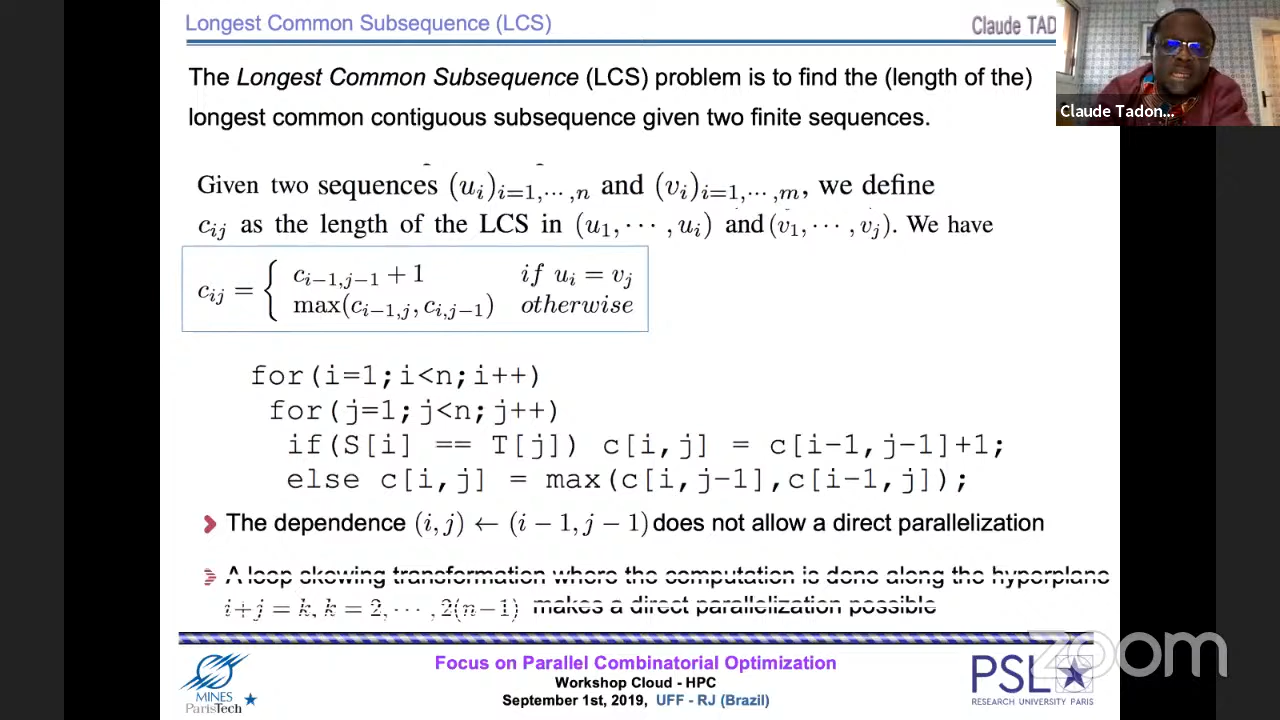 Longest Common Subsequence (LCS)
Claude TAD
The Longest Common Subsequence (LCS) problem is to find the (length of the)
longest common contiguous subsequence given two finite sequences.
Claude Tadon...
Given two sequences (u_i)_{i=1,⋯,n} and (v_i)_{i=1,⋯,m}, we define
c_{ij} as the length of the LCS in (u_1, ⋯ , u_i) and (v_1, ⋯ , v_j). We have
c_{ij} = { c_{i−1,j−1} + 1 if u_i = v_j
max(c_{i−1,j}, c_{i,j−1}) otherwise
for(i=1;i<n;i++)
for(j=1;j<n;j++)
if(S[i] == T[j]) c[i,j] = c[i-1,j-1]+1;
else c[i,j] = max(c[i,j-1],c[i-1,j]);
The dependence (i, j) ← (i − 1, j − 1) does not allow a direct parallelization
A loop skewing transformation where the computation is done along the hyperplane
i+j = k, k = 2, ⋯ , 2(n−1) makes a direct parallelization possible
zoom
MINES
ParisTech
Focus on Parallel Combinatorial Optimization
Workshop Cloud - HPC
September 1st, 2019, UFF - RJ (Brazil)
PSL
RESEARCH UNIVERSITY PARIS